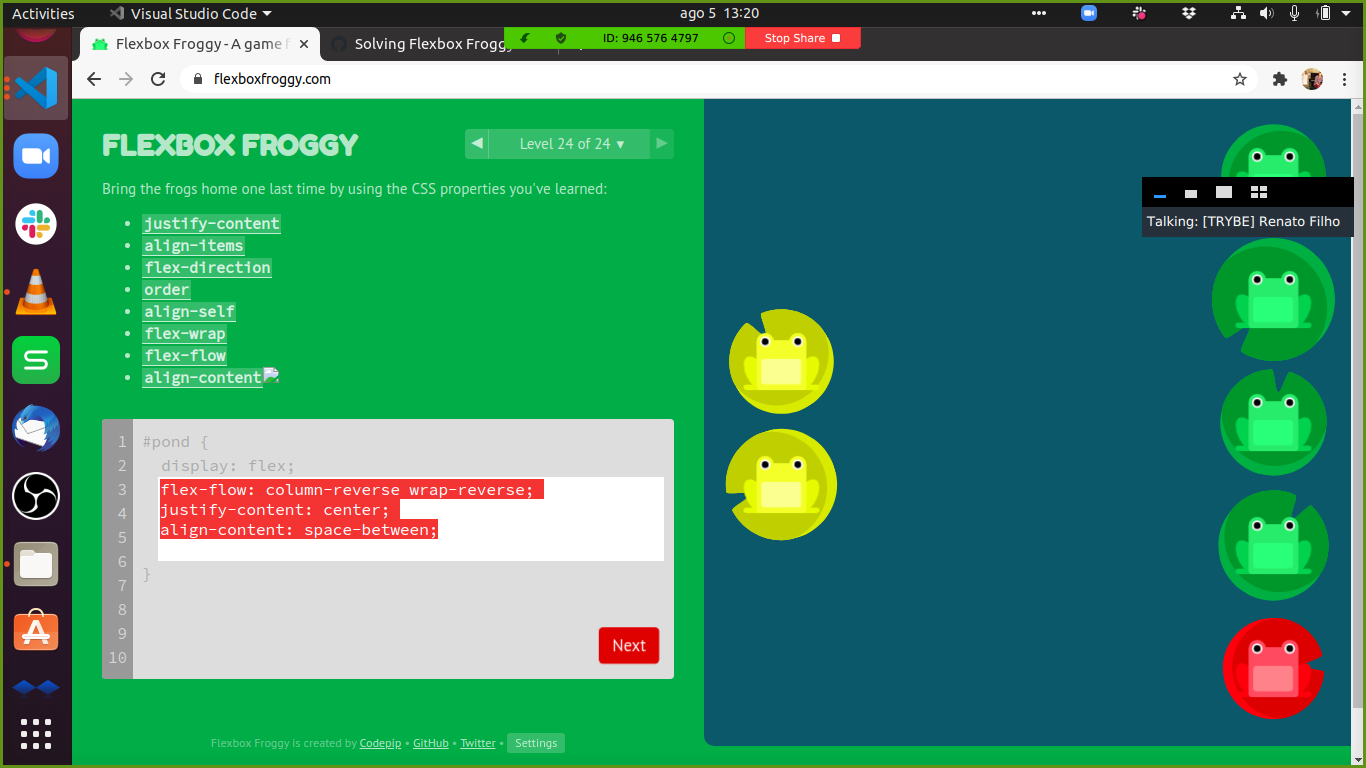 Activities
Visual Studio Code
ago 5 13:20
Flexbox Froggy - A game f
Solving Flexbox Froggy
ID: 946 576 4797
Stop Share
flexboxfroggy.com
FLEXBOX FROGGY
Level 24 of 24 ▾
Bring the frogs home one last time by using the CSS properties you've learned:
• justify-content
• align-items
• flex-direction
• order
• align-self
• flex-wrap
• flex-flow
• align-content
Talking: [TRYBE] Renato Filho
1 #pond {
2 display: flex;
3 flex-flow: column-reverse wrap-reverse;
4 justify-content: center;
5 align-content: space-between;
6
7 }
8
9
10
Next
Flexbox Froggy is created by Codepip • GitHub • Twitter • Settings